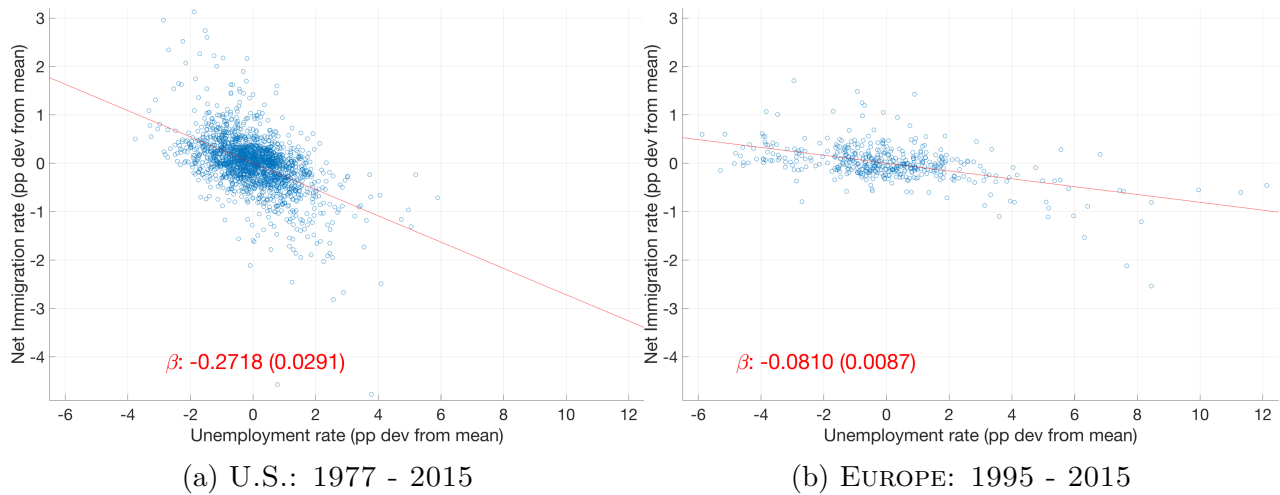 Net Immigration rate (pp dev from mean)
3
2
1
0
-1
-2
-3
-4
β: -0.2718 (0.0291)
-6 -4 -2 0 2 4 6 8 10 12
Unemployment rate (pp dev from mean)
(a) U.S.: 1977 - 2015
Net Immigration rate (pp dev from mean)
3
2
1
0
-1
-2
-3
-4
β: -0.0810 (0.0087)
-6 -4 -2 0 2 4 6 8 10 12
Unemployment rate (pp dev from mean)
(b) EUROPE: 1995 - 2015